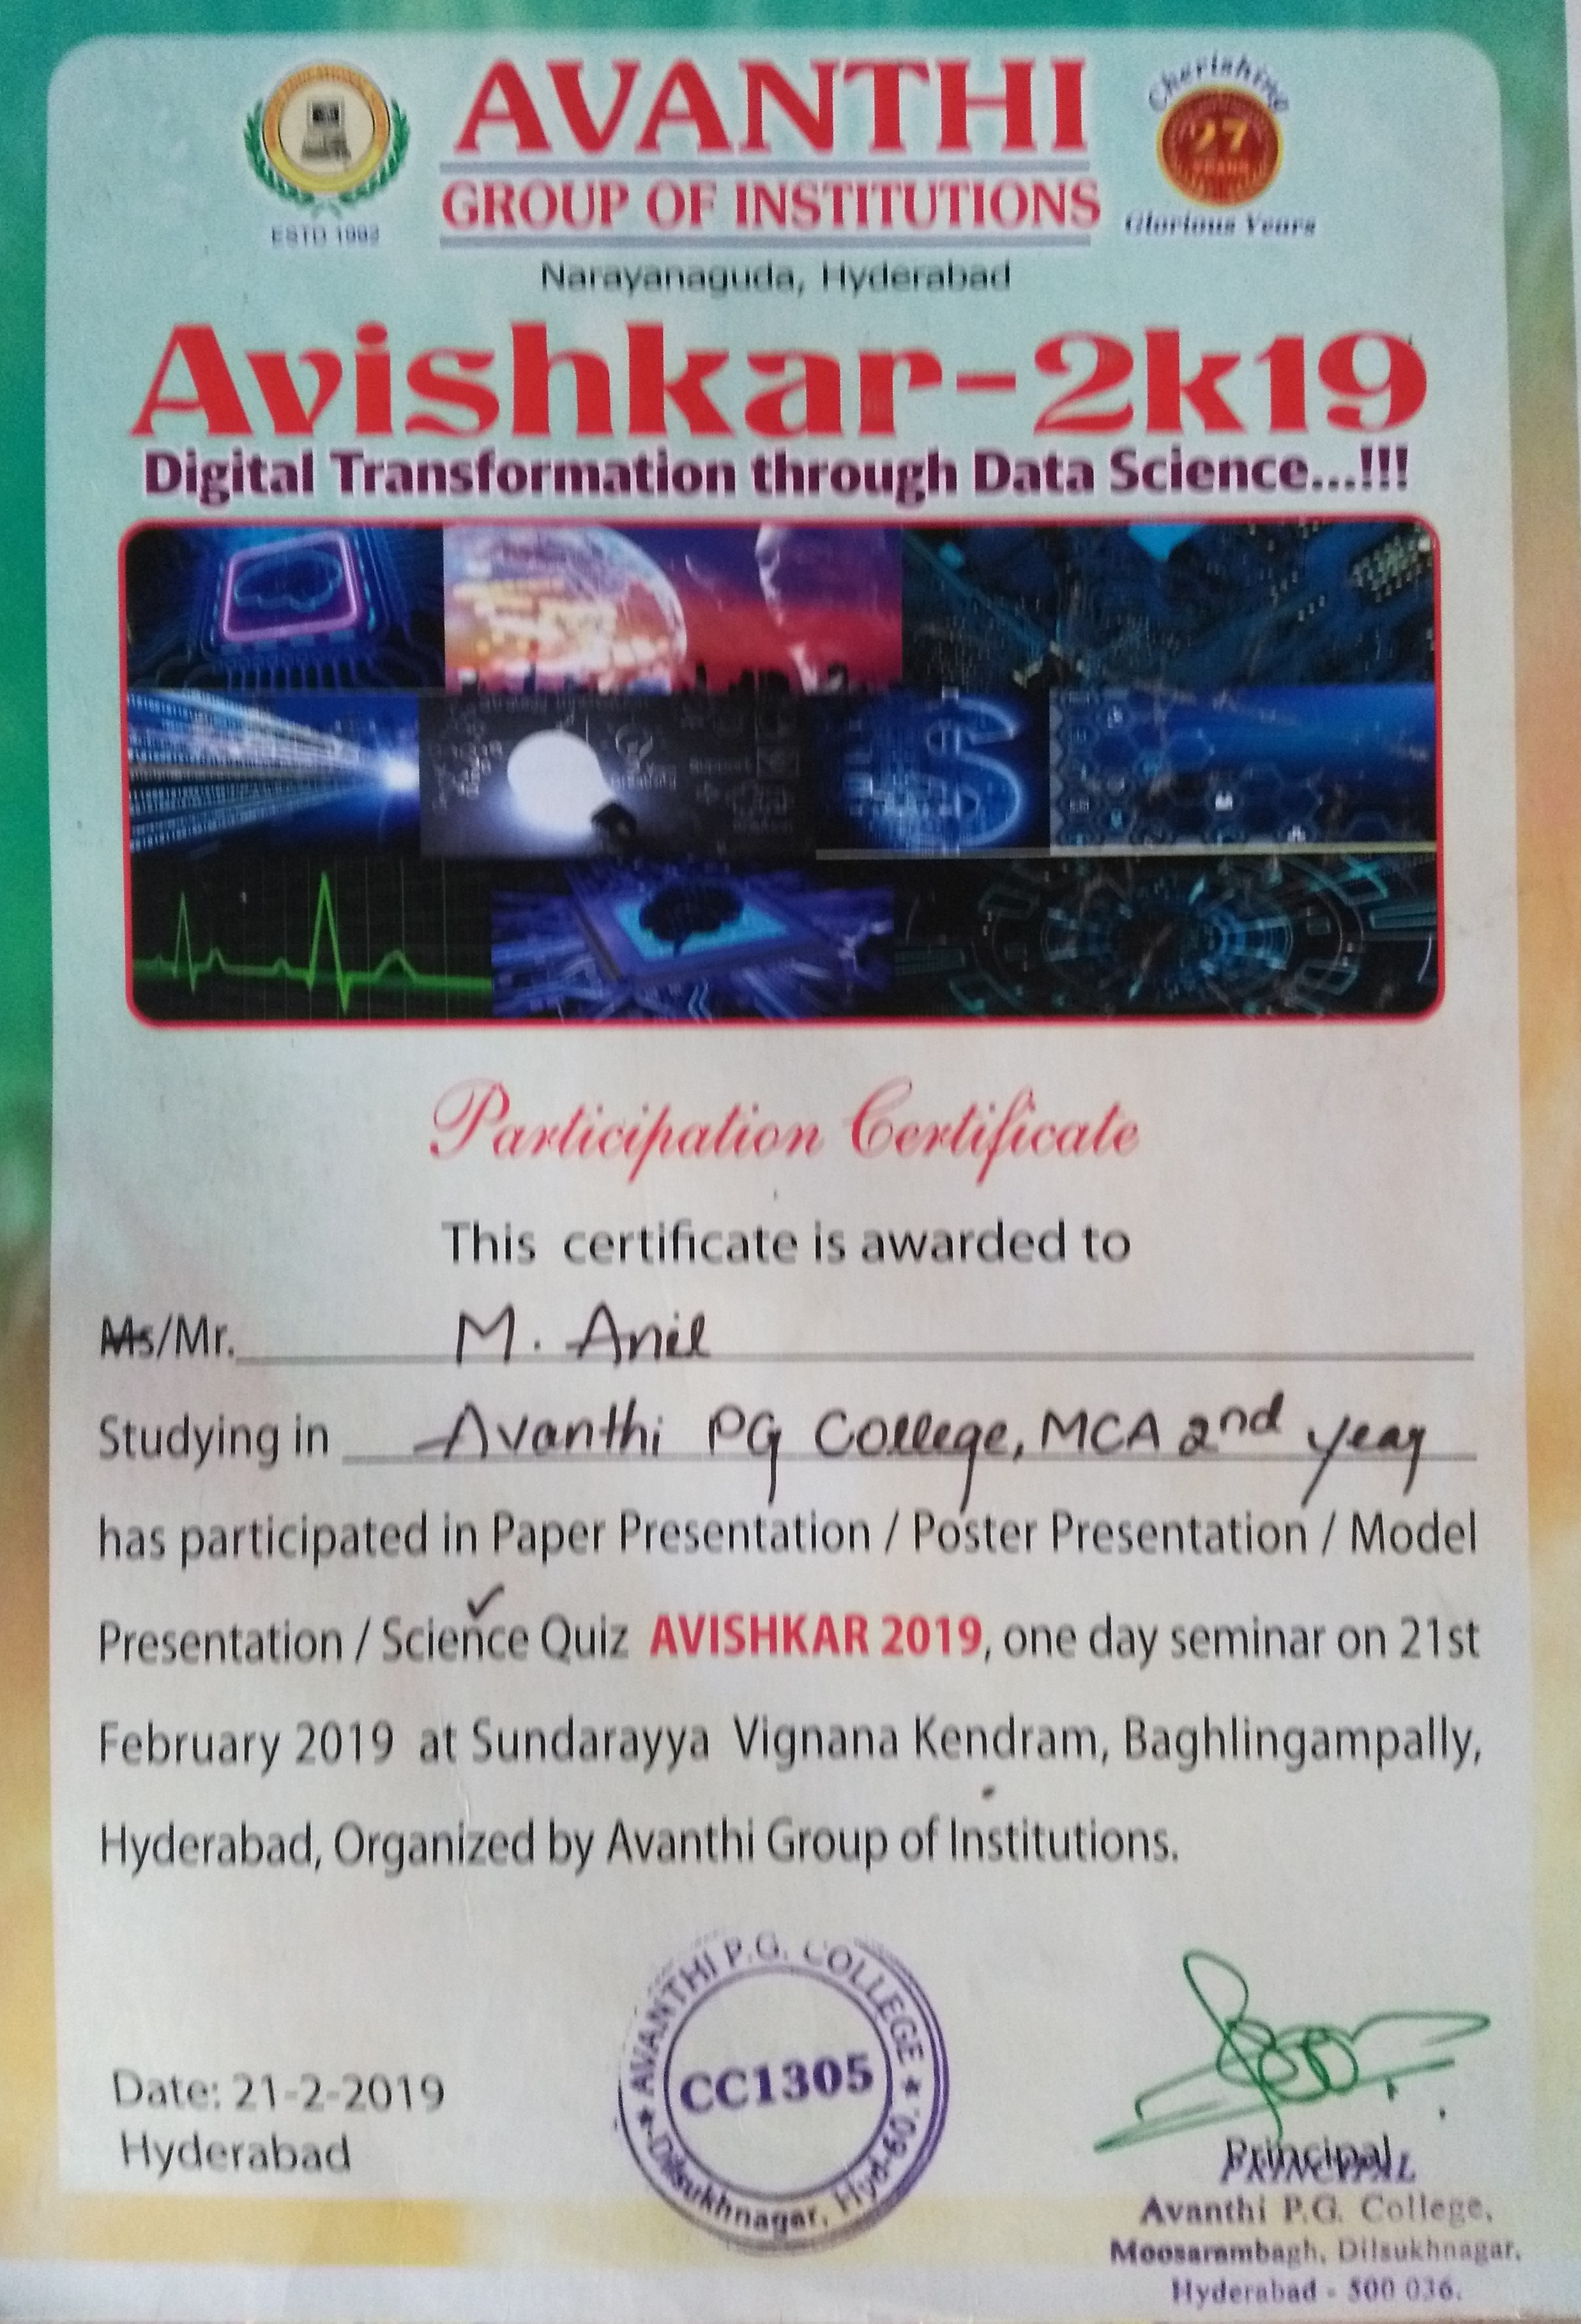 AVANTHI
GROUP OF INSTITUTIONS
ESTD 1992
Cherishing
27
YEARS
Glorious Years
Narayanaguda, Hyderabad
Avishkar-2k19
Digital Transformation through Data Science...!!!
Participation Certificate
This certificate is awarded to
Ms/Mr. M. Anil
Studying in Avanthi PG College, MCA 2nd year
has participated in Paper Presentation / Poster Presentation / Model
Presentation / Science Quiz AVISHKAR 2019, one day seminar on 21st
February 2019 at Sundarayya Vignana Kendram, Baghlingampally,
Hyderabad, Organized by Avanthi Group of Institutions.
AVANTHI P.G. COLLEGE
CC1305
★ Dilsukhnagar, Hyd-60. ★
Date: 21-2-2019
Hyderabad
Principal
PRINCIPAL
Avanthi P.G. College,
Moosarambagh, Dilsukhnagar,
Hyderabad - 500 036.